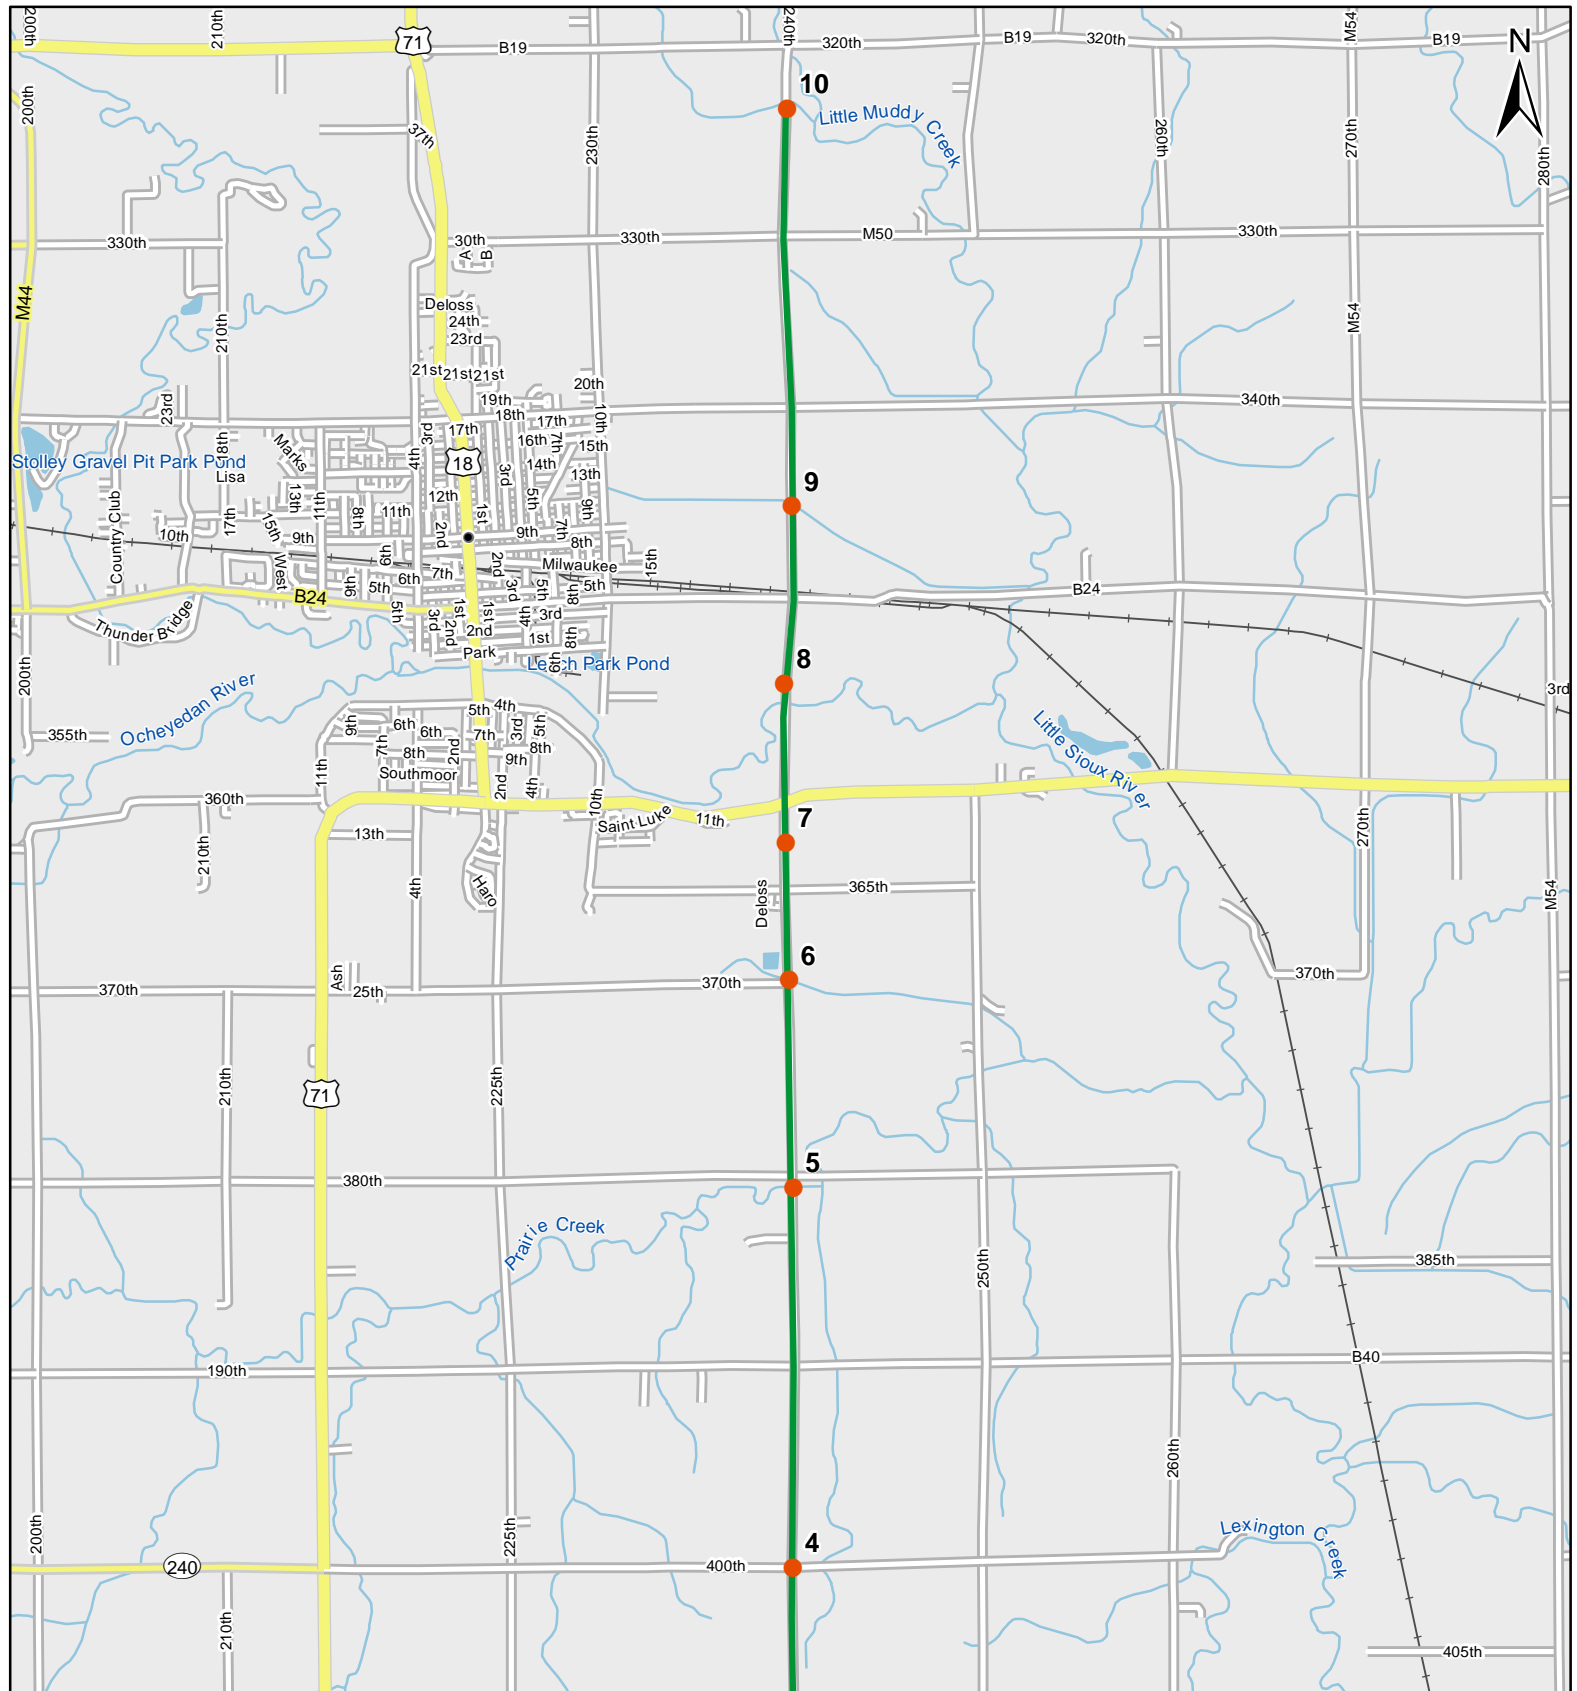 200th
210th
71
240th
M54
B19
320th
B19
320th
B19
N
10
Little Muddy Creek
200th
37th
230th
260th
270th
280th
330th
30th
A
B
330th
M50
330th
M44
210th
Deloss
24th
23rd
M54
21st
21st
21st
20th
19th
18th
17th
17th
10th
340th
23rd
3rd
16th
7th
15th
Marks
18th
4th
18
Stolley Gravel Pit Park Pond
Lisa
14th
3rd
13th
9
13th
11th
12th
5th
9th
Country Club
17th
15th
8th
11th
1st
2nd
7th
10th
9th
9th
8th
6th
2nd
Milwaukee
15th
West
16th
5th
6th
7th
3rd
5th
8th
5th
B24
B24
5th
3rd
1st
1st
4th
3rd
Thunder Bridge
2nd
2nd
1st
8th
Park
6th
Leach Park Pond
8
200th
Ocheyedan River
3rd
355th
9th
6th
6th
5th
4th
3rd
5th
7th
7th
8th
2nd
9th
8th
Little Sioux River
11th
Southmoor
2nd
4th
10th
360th
7
Saint Luke
11th
13th
210th
270th
4th
Haro
Deloss
365th
M54
6
Ash
370th
25th
370th
370th
210th
71
225th
5
380th
Prairie Creek
250th
385th
190th
B40
260th
200th
225th
4
Lexington Creek
240
400th
210th
405th